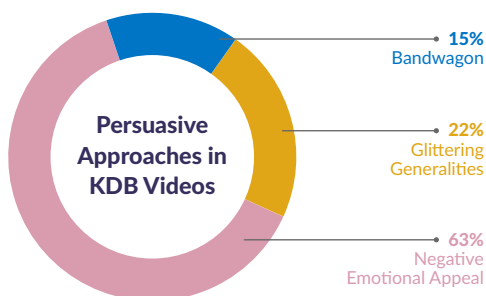 Persuasive
Approaches in
KDB Videos
15%
Bandwagon
22%
Glittering
Generalities
63%
Negative
Emotional Appeal